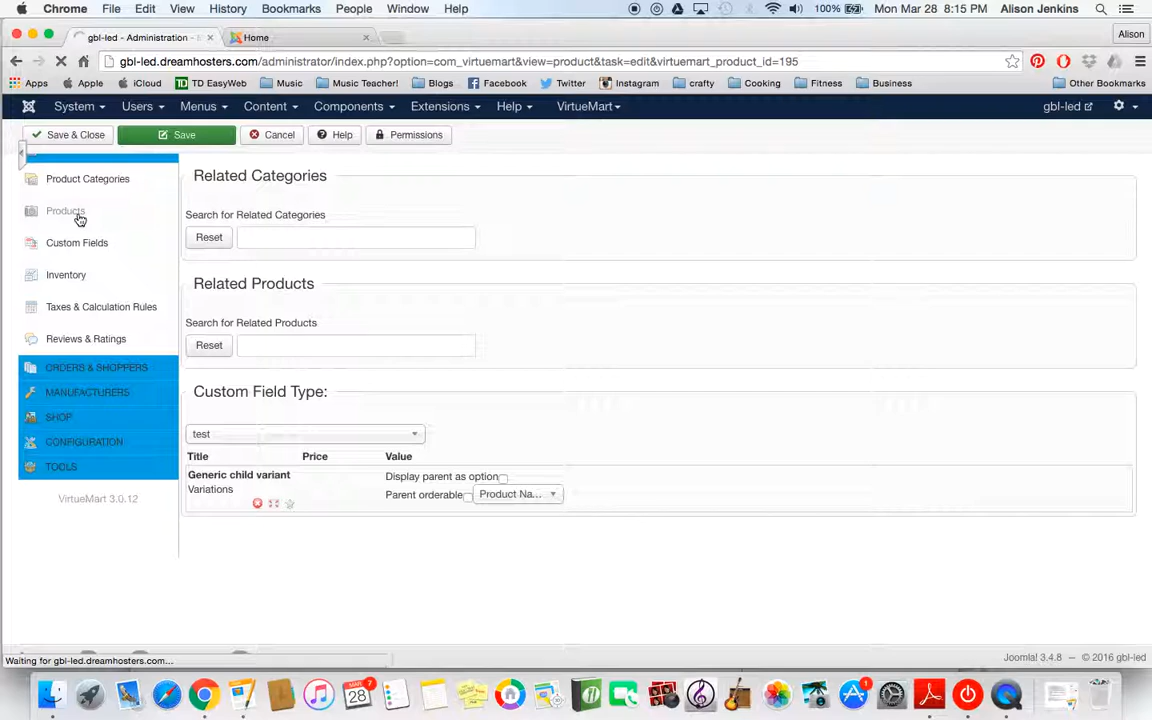 Chrome File Edit View History Bookmarks People Window Help 100% Mon Mar 28 8:15 PM Alison Jenkins
gbl-led - Administration - Home Alison
gbl-led.dreamhosters.com/administrator/index.php?option=com_virtuemart&view=product&task=edit&virtuemart_product_id=195
Apps Apple iCloud TD EasyWeb Music Music Teacher! Blogs Facebook Twitter Instagram crafty Cooking Fitness Business Other Bookmarks
System Users Menus Content Components Extensions Help VirtueMart gbl-led
Save & Close Save Cancel Help Permissions
Product Categories
Products
Custom Fields
Inventory
Taxes & Calculation Rules
Reviews & Ratings
ORDERS & SHOPPERS
MANUFACTURERS
SHOP
CONFIGURATION
TOOLS
VirtueMart 3.0.12
Related Categories
Search for Related Categories
Reset
Related Products
Search for Related Products
Reset
Custom Field Type:
test
Title Price Value
Generic child variant Display parent as option
Variations Parent orderable Product Na...
Waiting for gbl-led.dreamhosters.com... Joomla! 3.4.8 — © 2016 gbl-led
28 7 1